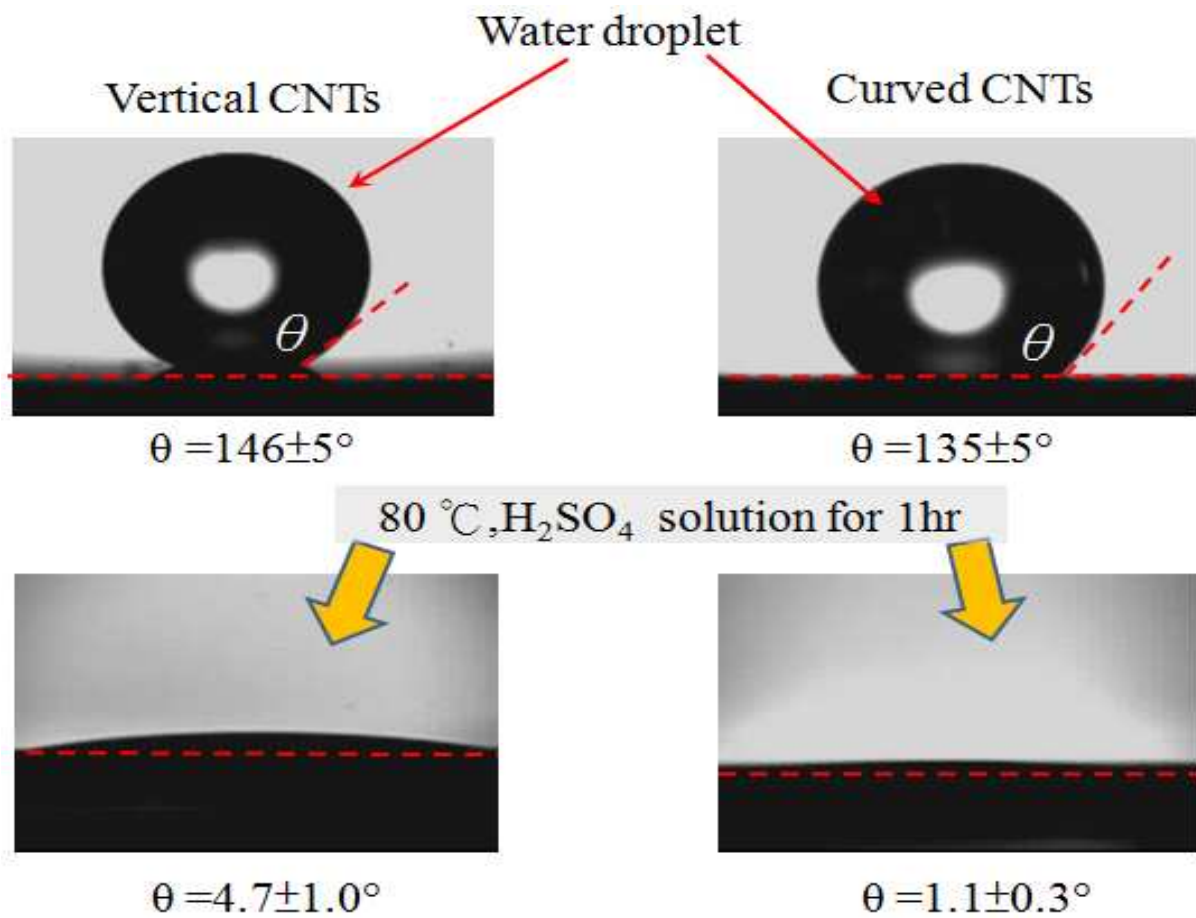 Water droplet
Vertical CNTs
Curved CNTs
θ
θ
θ =146±5°
θ =135±5°
80 ℃,H₂SO₄ solution for 1hr
θ =4.7±1.0°
θ =1.1±0.3°